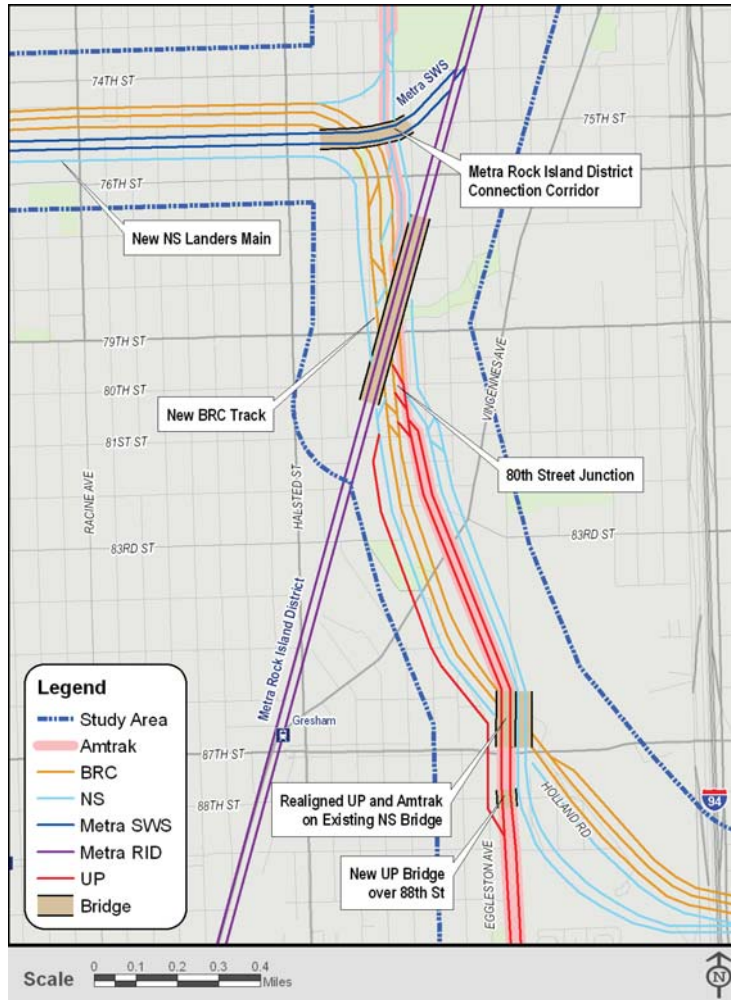 74TH ST
Metra SWS
75TH ST
Metra Rock Island District
Connection Corridor
76TH ST
New NS Landers Main
79TH ST
VINCENNES AVE
80TH ST
New BRC Track
81ST ST
80th Street Junction
RACINE AVE
HALSTED ST
83RD ST
83RD ST
Metra Rock Island District
Legend
Study Area
Amtrak
BRC
NS
Metra SWS
Metra RID
UP
Bridge
Gresham
87TH ST
88TH ST
Realigned UP and Amtrak
on Existing NS Bridge
HOLLAND RD
94
New UP Bridge
over 88th St
EGGLESTON AVE
Scale
0 0.1 0.2 0.3 0.4
Miles
N